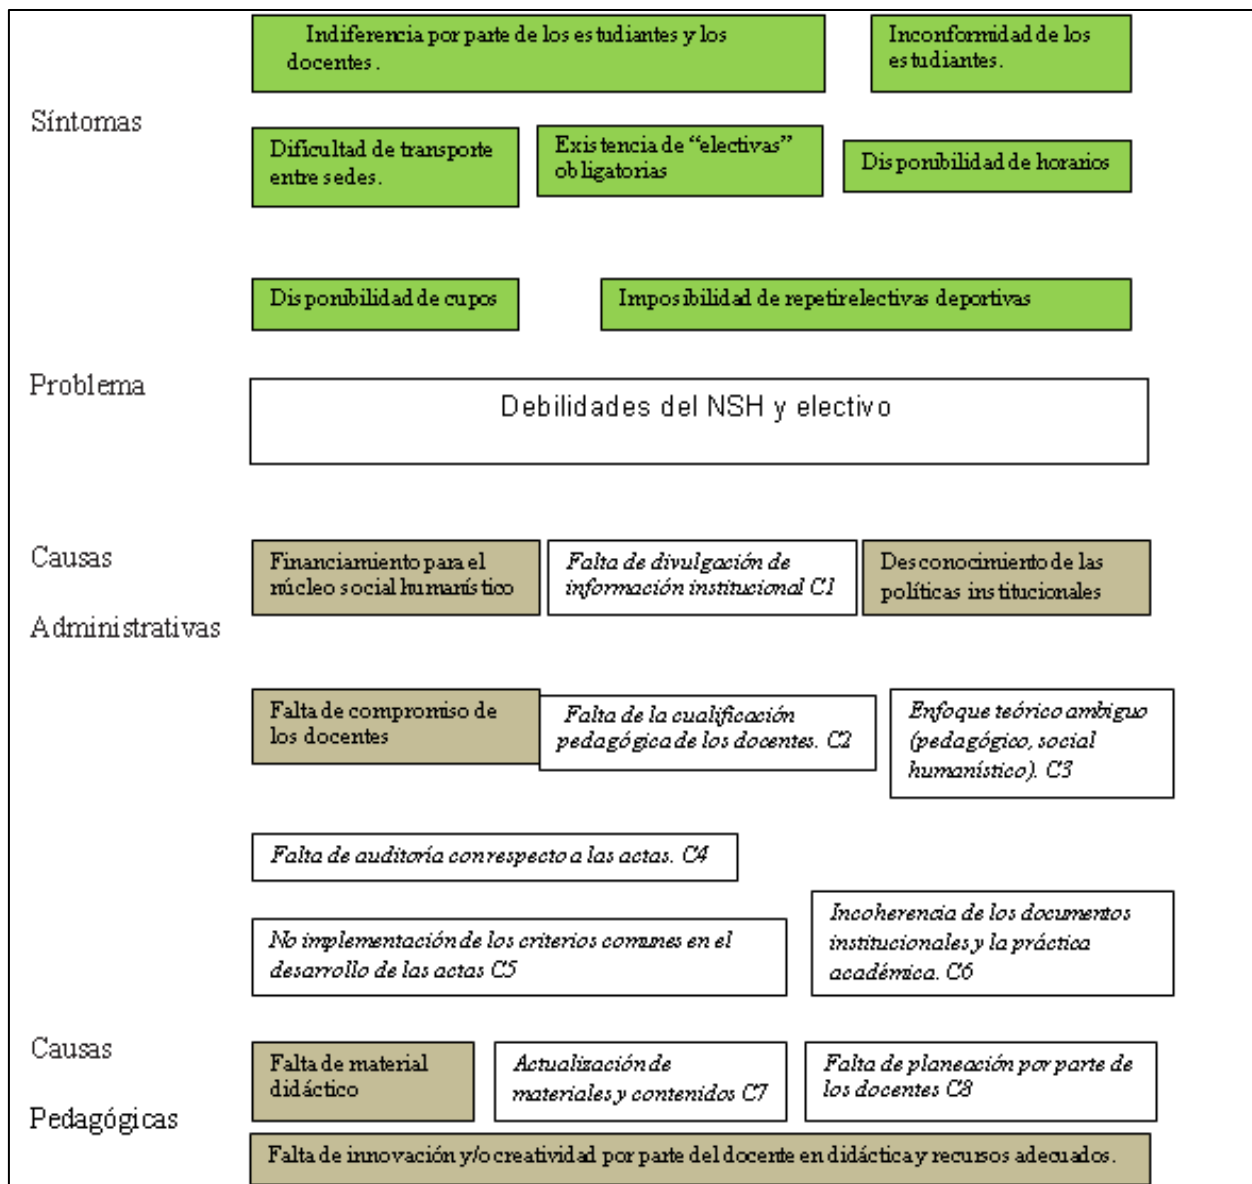 Indiferencia por parte de los estudiantes y los
docentes.
Inconformidad de los
estudiantes.
Síntomas
Dificultad de transporte
entre sedes.
Existencia de “electivas”
obligatorias
Disponibilidad de horarios
Disponibilidad de cupos
Imposibilidad de repetir electivas deportivas
Problema
Debilidades del NSH y electivo
Causas
Administrativas
Financiamiento para el
núcleo social humanístico
Falta de divulgación de
información institucional C1
Desconocimiento de las
políticas institucionales
Falta de compromiso de
los docentes
Falta de la cualificación
pedagógica de los docentes. C2
Enfoque teórico ambiguo
(pedagógico, social
humanístico). C3
Falta de auditoría con respecto a las actas. C4
No implementación de los criterios comunes en el
desarrollo de las actas C5
Incoherencia de los documentos
institucionales y la práctica
académica. C6
Causas
Pedagógicas
Falta de material
didáctico
Actualización de
materiales y contenidos C7
Falta de planeación por parte de
los docentes C8
Falta de innovación y/o creatividad por parte del docente en didáctica y recursos adecuados.